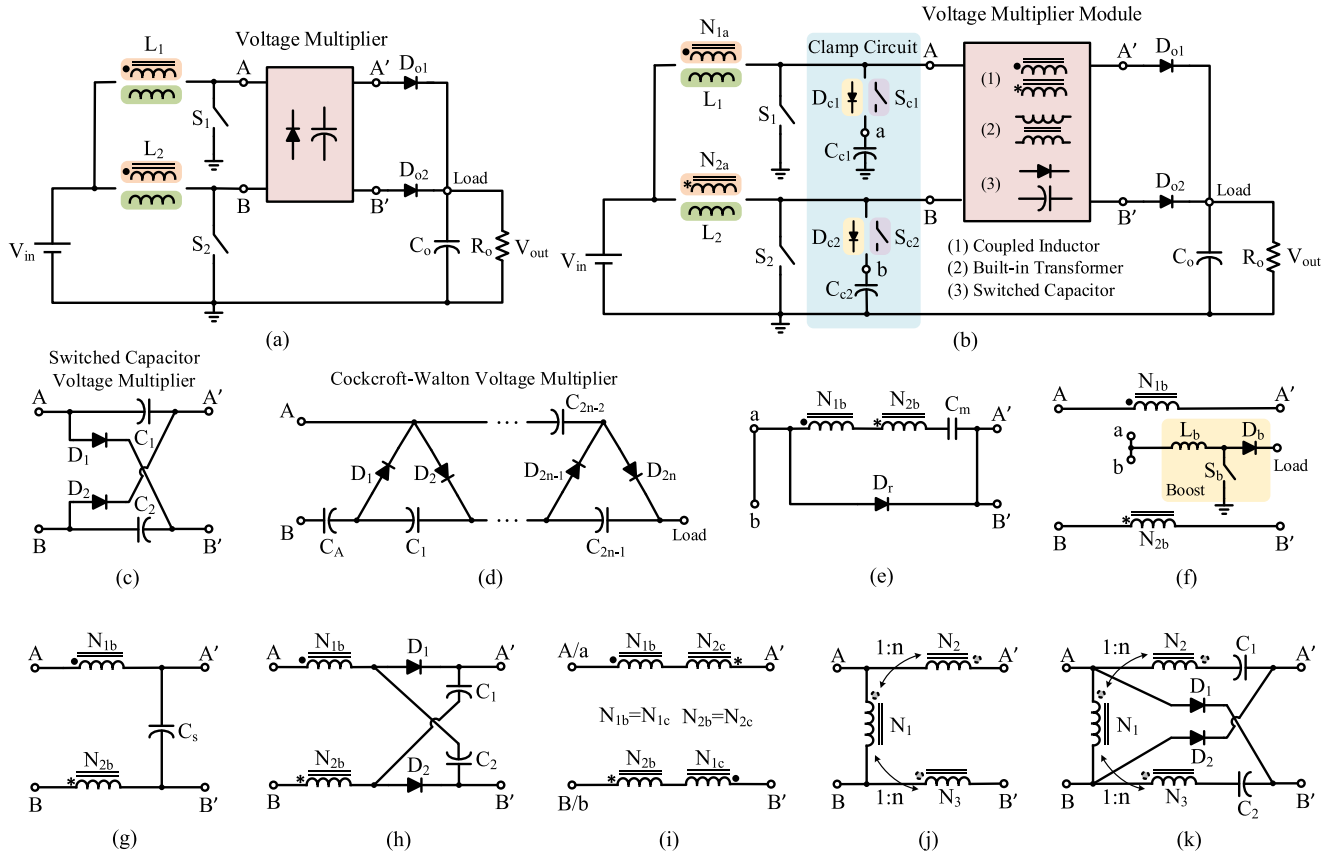 Voltage Multiplier
L1
A
A'
Do1
S1
L2
B
B'
Do2
Load
S2
Vin
Co
Ro
Vout
(a)
Voltage Multiplier Module
Clamp Circuit
N1a
L1
A
A'
Do1
S1
Dc1
Sc1
a
Cc1
(1)
(2)
(3)
N2a
L2
B
B'
Do2
Load
S2
Dc2
Sc2
b
Cc2
Vin
(1) Coupled Inductor
(2) Built-in Transformer
(3) Switched Capacitor
Co
Ro
Vout
(b)
Switched Capacitor
Voltage Multiplier
A
A'
C1
D1
D2
C2
B
B'
(c)
Cockcroft-Walton Voltage Multiplier
A
C2n-2
D1
D2
D2n-1
D2n
B
CA
C1
C2n-1
Load
(d)
a
N1b
N2b
Cm
A'
Dr
b
B'
(e)
A
N1b
A'
a
b
Lb
Db
Sb
Load
Boost
B
N2b
B'
(f)
A
N1b
A'
Cs
B
N2b
B'
(g)
A
N1b
D1
A'
C1
C2
B
N2b
D2
B'
(h)
A/a
N1b
N2c
A'
N1b=N1c N2b=N2c
B/b
N2b
N1c
B'
(i)
A
1:n
N2
A'
N1
B
1:n
N3
B'
(j)
A
1:n
N2
C1
A'
D1
N1
D2
B
1:n
N3
C2
B'
(k)